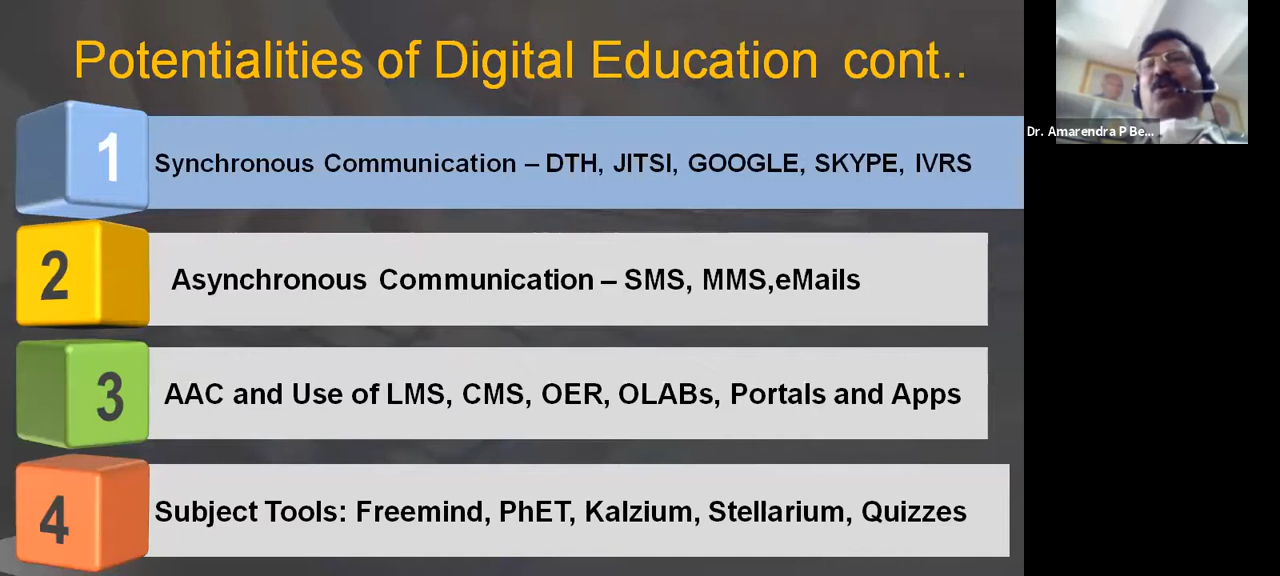 Potentialities of Digital Education cont..
Dr. Amarendra P Be...
1
Synchronous Communication – DTH, JITSI, GOOGLE, SKYPE, IVRS
2
Asynchronous Communication – SMS, MMS,eMails
3
AAC and Use of LMS, CMS, OER, OLABs, Portals and Apps
4
Subject Tools: Freemind, PhET, Kalzium, Stellarium, Quizzes